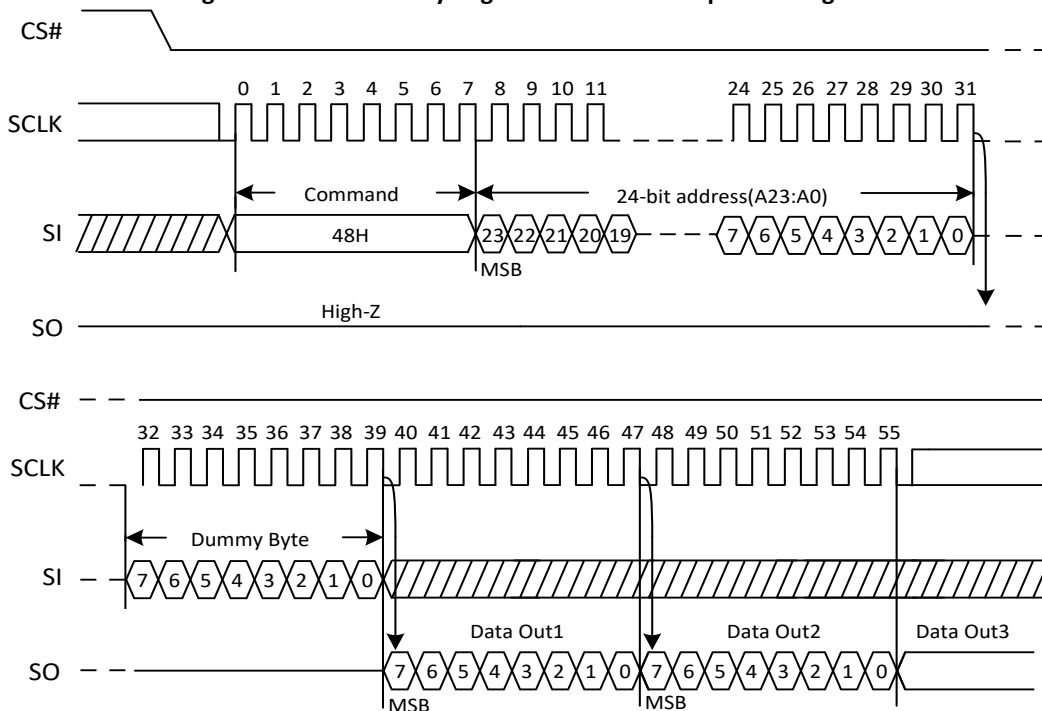 CS#
0 1 2 3 4 5 6 7 8 9 10 11 24 25 26 27 28 29 30 31
SCLK
Command 24-bit address(A23:A0)
SI 48H 23 22 21 20 19 7 6 5 4 3 2 1 0
MSB
High-Z
SO
CS#
32 33 34 35 36 37 38 39 40 41 42 43 44 45 46 47 48 49 50 51 52 53 54 55
SCLK
Dummy Byte
SI 7 6 5 4 3 2 1 0
Data Out1 Data Out2 Data Out3
SO 7 6 5 4 3 2 1 0 7 6 5 4 3 2 1 0
MSB MSB